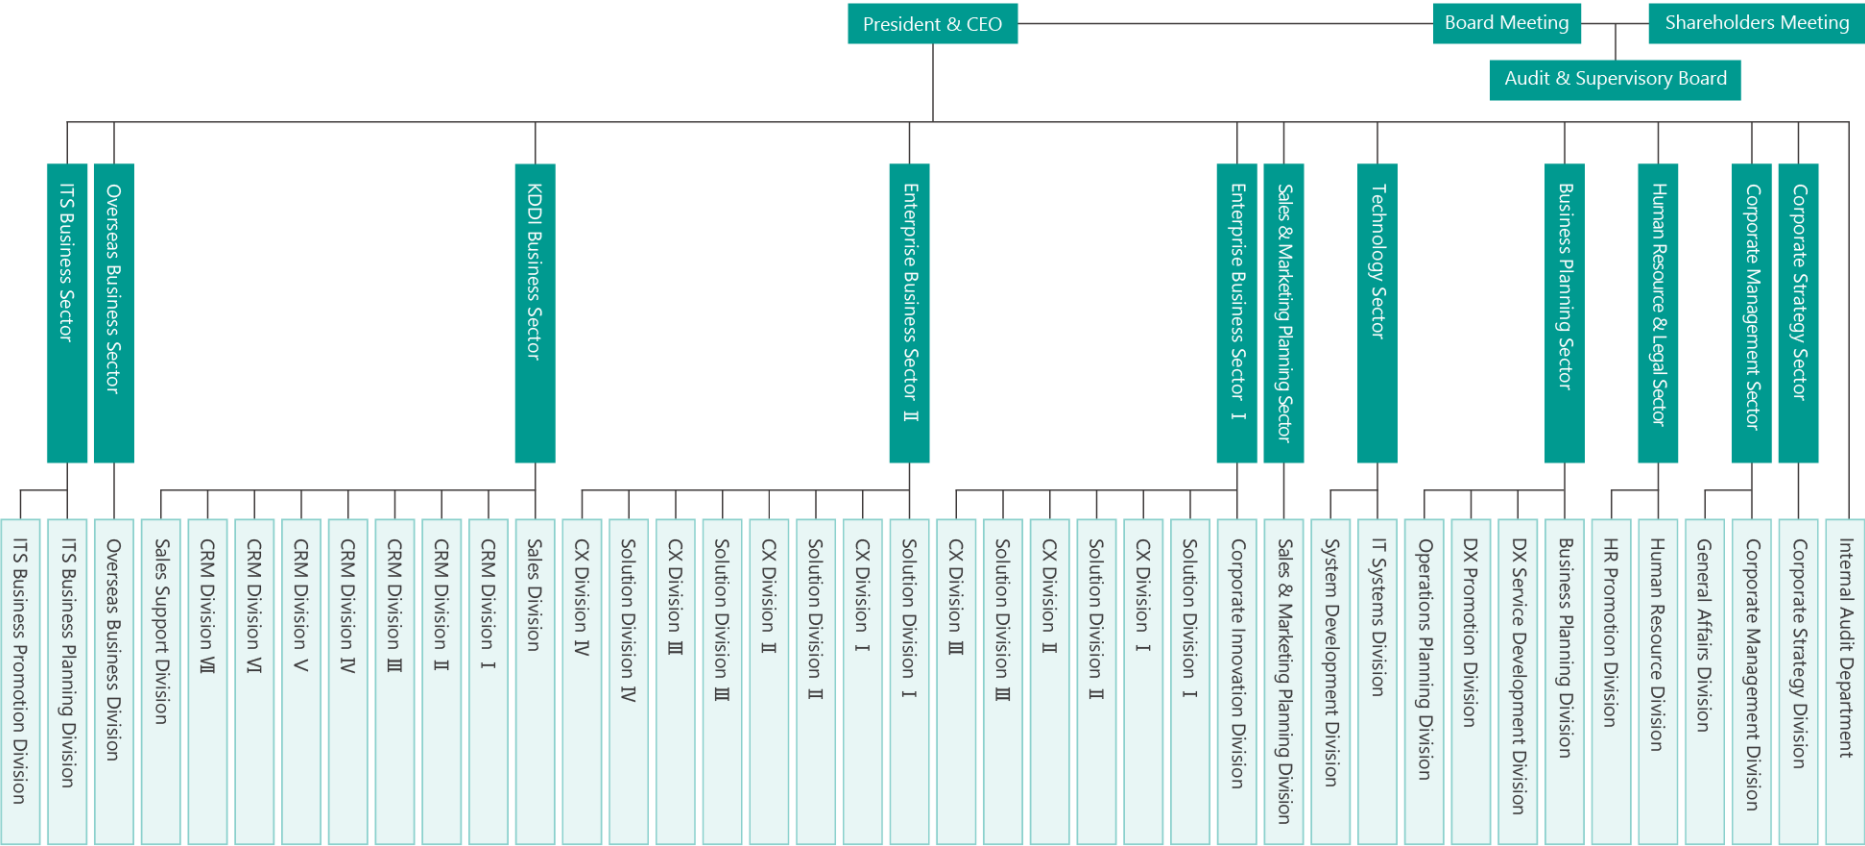 President & CEO
Board Meeting
Shareholders Meeting
Audit & Supervisory Board
ITS Business Sector
Overseas Business Sector
KDDI Business Sector
Enterprise Business Sector Ⅱ
Enterprise Business Sector Ⅰ
Sales & Marketing Planning Sector
Technology Sector
Business Planning Sector
Human Resource & Legal Sector
Corporate Management Sector
Corporate Strategy Sector
ITS Business Promotion Division
ITS Business Planning Division
Overseas Business Division
Sales Support Division
CRM Division Ⅶ
CRM Division Ⅵ
CRM Division Ⅴ
CRM Division Ⅳ
CRM Division Ⅲ
CRM Division Ⅱ
CRM Division Ⅰ
Sales Division
CX Division Ⅳ
Solution Division Ⅳ
CX Division Ⅲ
Solution Division Ⅲ
CX Division Ⅱ
Solution Division Ⅱ
CX Division Ⅰ
Solution Division Ⅰ
CX Division Ⅲ
Solution Division Ⅲ
CX Division Ⅱ
Solution Division Ⅱ
CX Division Ⅰ
Solution Division Ⅰ
Corporate Innovation Division
Sales & Marketing Planning Division
System Development Division
IT Systems Division
Operations Planning Division
DX Promotion Division
DX Service Development Division
Business Planning Division
HR Promotion Division
Human Resource Division
General Affairs Division
Corporate Management Division
Corporate Strategy Division
Internal Audit Department